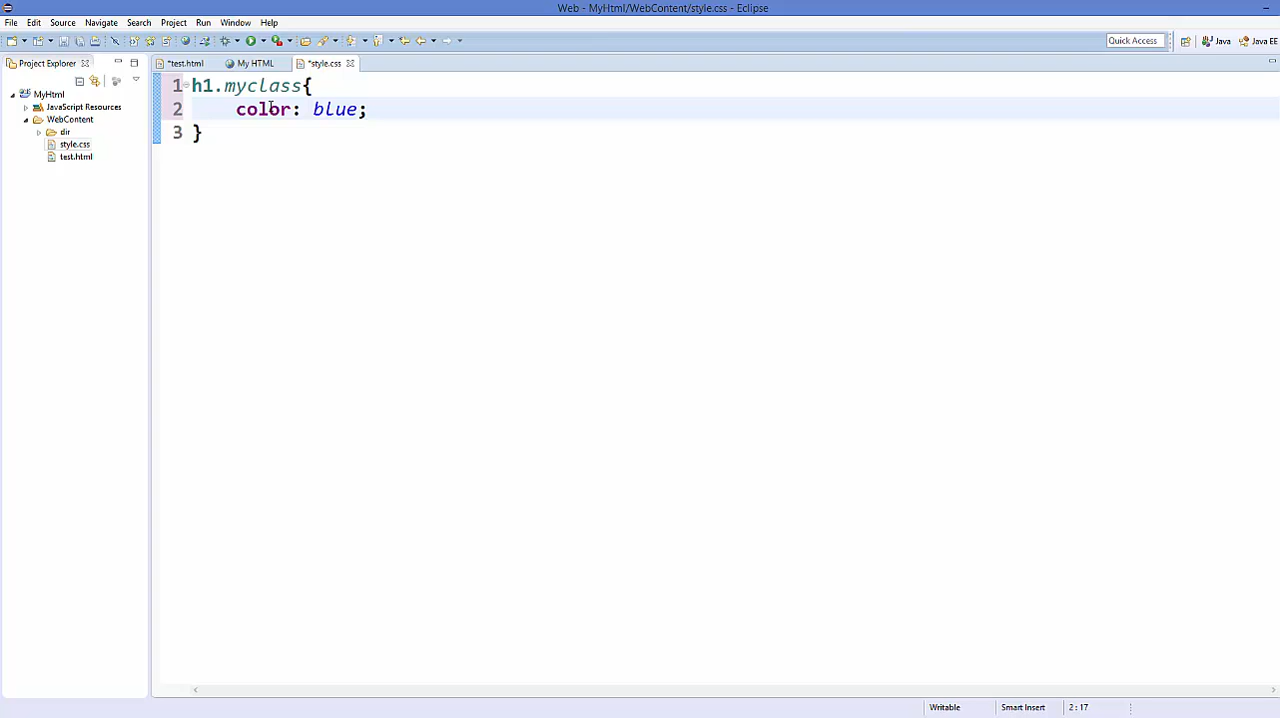 Web - MyHtml/WebContent/style.css - Eclipse
File Edit Source Navigate Search Project Run Window Help
Quick Access Java Java EE
Project Explorer
*test.html My HTML *style.css
MyHtml
JavaScript Resources
WebContent
dir
style.css
test.html
1 h1.myclass{
2 color: blue;
3 }
Writable Smart Insert 2 : 17